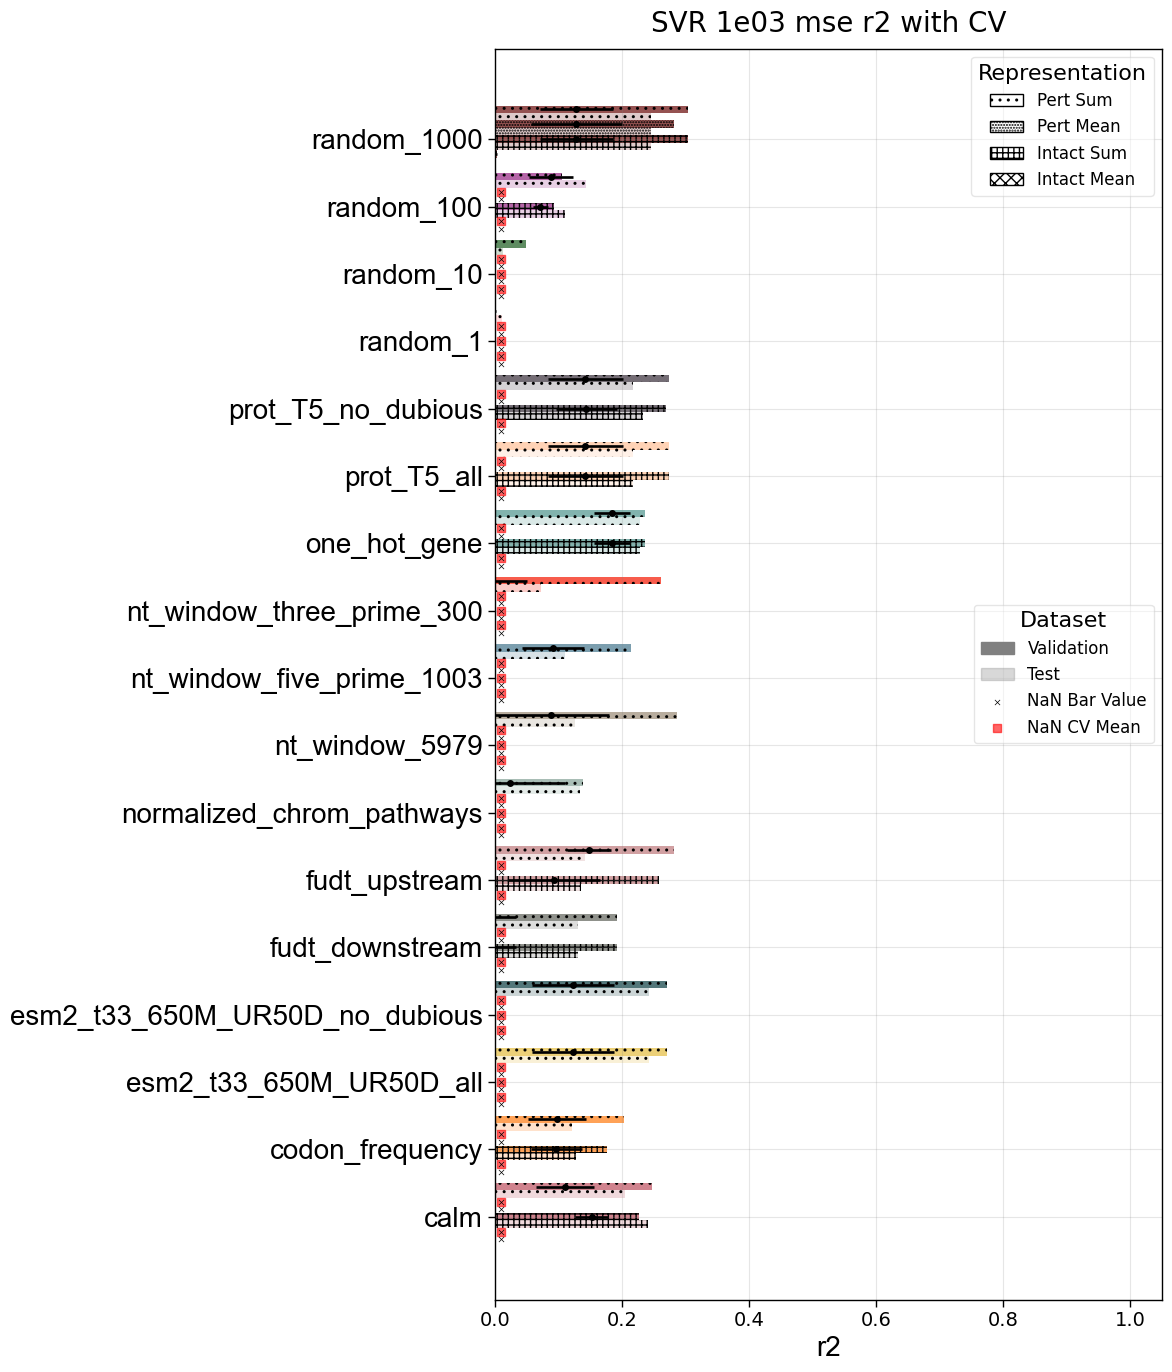 SVR 1e03 mse r2 with CV
Representation
Pert Sum
Pert Mean
Intact Sum
Intact Mean
random_1000
random_100
random_10
random_1
prot_T5_no_dubious
prot_T5_all
one_hot_gene
nt_window_three_prime_300
nt_window_five_prime_1003
nt_window_5979
normalized_chrom_pathways
fudt_upstream
fudt_downstream
esm2_t33_650M_UR50D_no_dubious
esm2_t33_650M_UR50D_all
codon_frequency
calm
Dataset
Validation
Test
NaN Bar Value
NaN CV Mean
0.0 0.2 0.4 0.6 0.8 1.0
r2